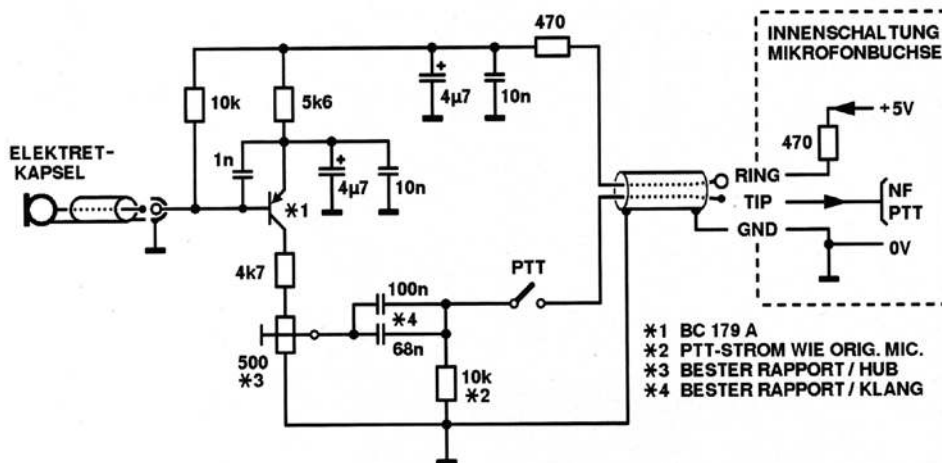 470
INNENSCHALTUNG
MIKROFONBUCHSE
10k
5k6
+
4µ7
10n
+5V
470
ELEKTRET-
KAPSEL
1n
+
4µ7
10n
RING
TIP
NF
PTT
GND
0V
*1
4k7
PTT
100n
*4
68n
500
*3
10k
*2
*1 BC 179 A
*2 PTT-STROM WIE ORIG. MIC.
*3 BESTER RAPPORT / HUB
*4 BESTER RAPPORT / KLANG